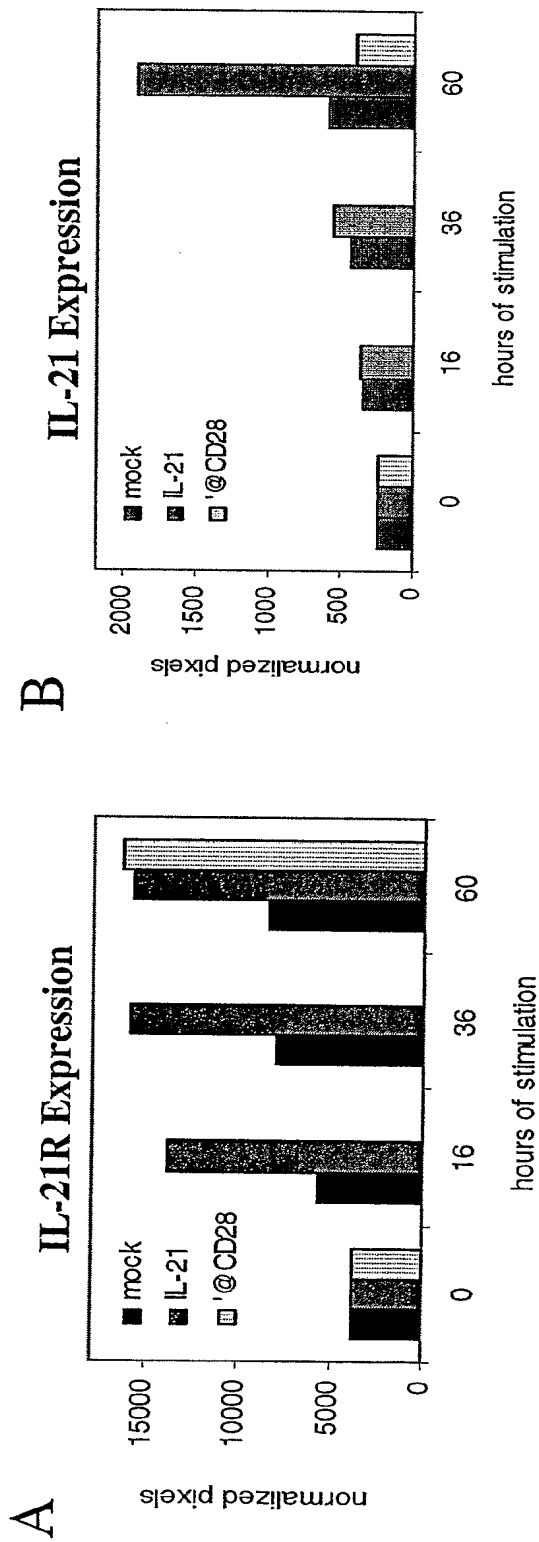 A
IL-21R Expression
normalized pixels
15000
10000
5000
0
mock
IL-21
'@CD28
0
16
36
60
hours of stimulation
B
IL-21 Expression
normalized pixels
2000
1500
1000
500
0
mock
IL-21
'@CD28
0
16
36
60
hours of stimulation